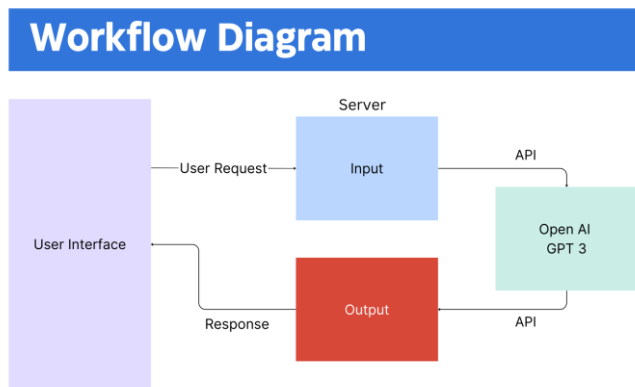 Workflow Diagram
Server
User Request
Input
API
User Interface
Open AI
GPT 3
Response
Output
API